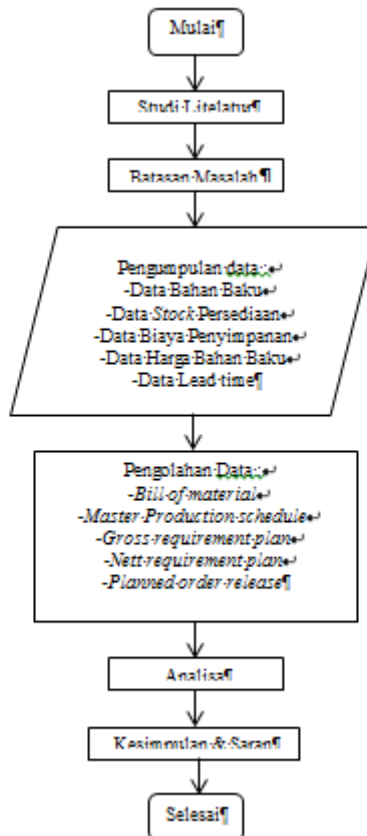 Mulai¶
Studi·Litelatur¶
Batasan·Masalah¶
Pengumpulan·data·:↵
-Data·Bahan·Baku↵
-Data·Stock·Persediaan↵
-Data·Biaya·Penyimpanan↵
-Data·Harga·Bahan·Baku↵
-Data·Lead·time¶
Pengolahan·Data·:↵
-Bill·of·material↵
-Master·Production·schedule↵
-Gross·requirement·plan↵
-Nett·requirement·plan↵
-Planned·order·release¶
Analisa¶
Kesimpulan·&·Saran¶
Selesai¶